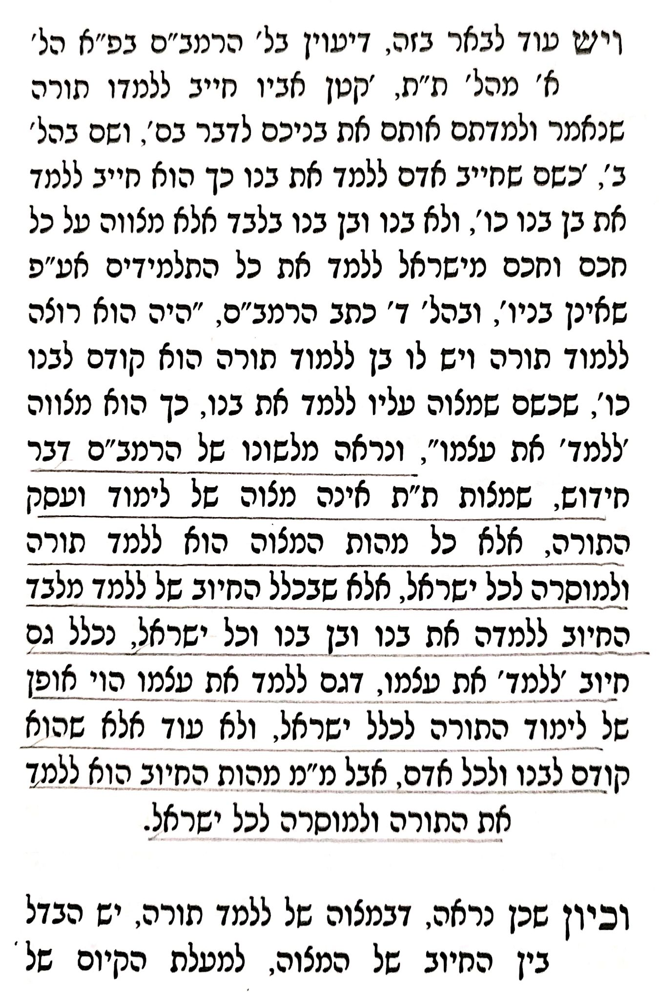 ויש עוד לבאר בזה, דיעוין בל' הרמב"ם בפ"א הל'
א' מהל' ת"ת, 'קטן אביו חייב ללמדו תורה
שנאמר ולמדתם אותם את בניכם לדבר בם', ושם בהל'
ב', 'כשם שחייב אדם ללמד את בנו כך הוא חייב ללמד
את בן בנו כו', ולא בנו ובן בנו בלבד אלא מצווה על כל
חכם וחכם מישראל ללמד את כל התלמידים אע"פ
שאינן בניו', ובהל' ד' כתב הרמב"ם, "היה הוא רוצה
ללמוד תורה ויש לו בן ללמוד תורה הוא קודם לבנו
כו', שכשם שמצוה עליו ללמד את בנו, כך הוא מצווה
'ללמד' את עצמו", ונראה מלשונו של הרמב"ם דבר
חידוש, שמצות ת"ת אינה מצוה של לימוד ועסק
התורה, אלא כל מהות המצוה הוא ללמד תורה
ולמוסרה לכל ישראל, אלא שבכלל החיוב של ללמד מלבד
החיוב ללמדה את בנו ובן בנו וכל ישראל, נכלל גם
חיוב 'ללמד' את עצמו, דגם ללמד את עצמו הוי אופן
של לימוד התורה לכלל ישראל, ולא עוד אלא שהוא
קודם לבנו ולכל אדם, אבל מ"מ מהות החיוב הוא ללמד
את התורה ולמוסרה לכל ישראל.
וכיון שכן נראה, דבמצוה של ללמד תורה, יש הבדל
בין החיוב של המצוה, למעלת הקיום של